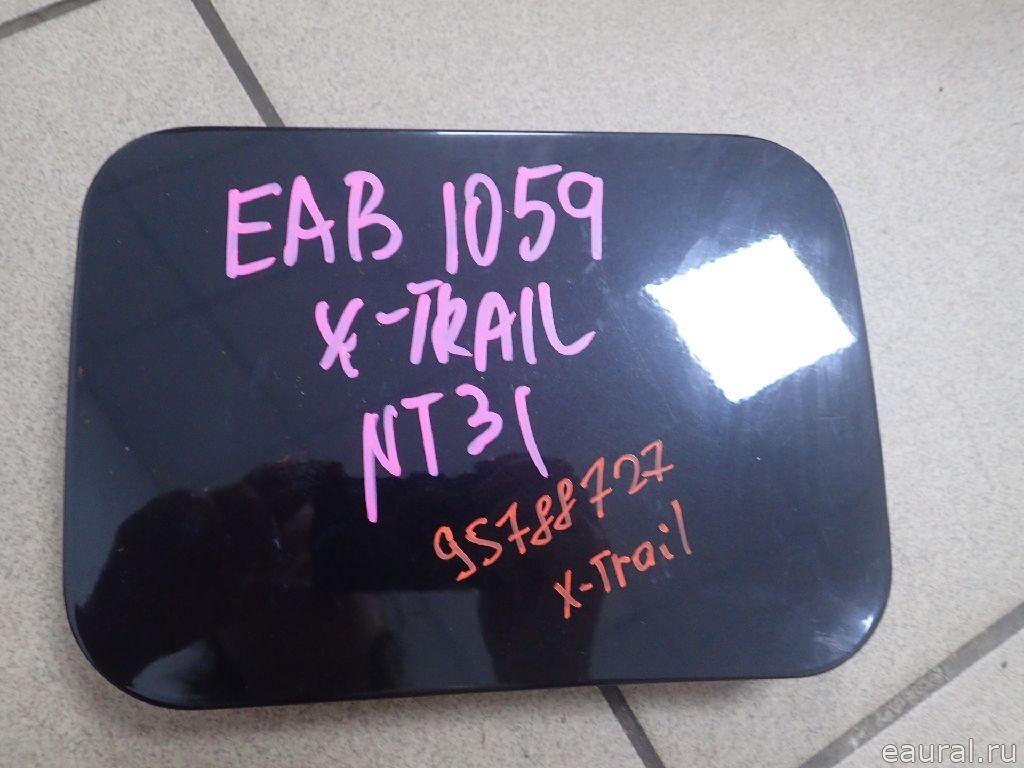 EAB 1059
X-TRAIL
NT31
95788727
X-Trail
eaural.ru